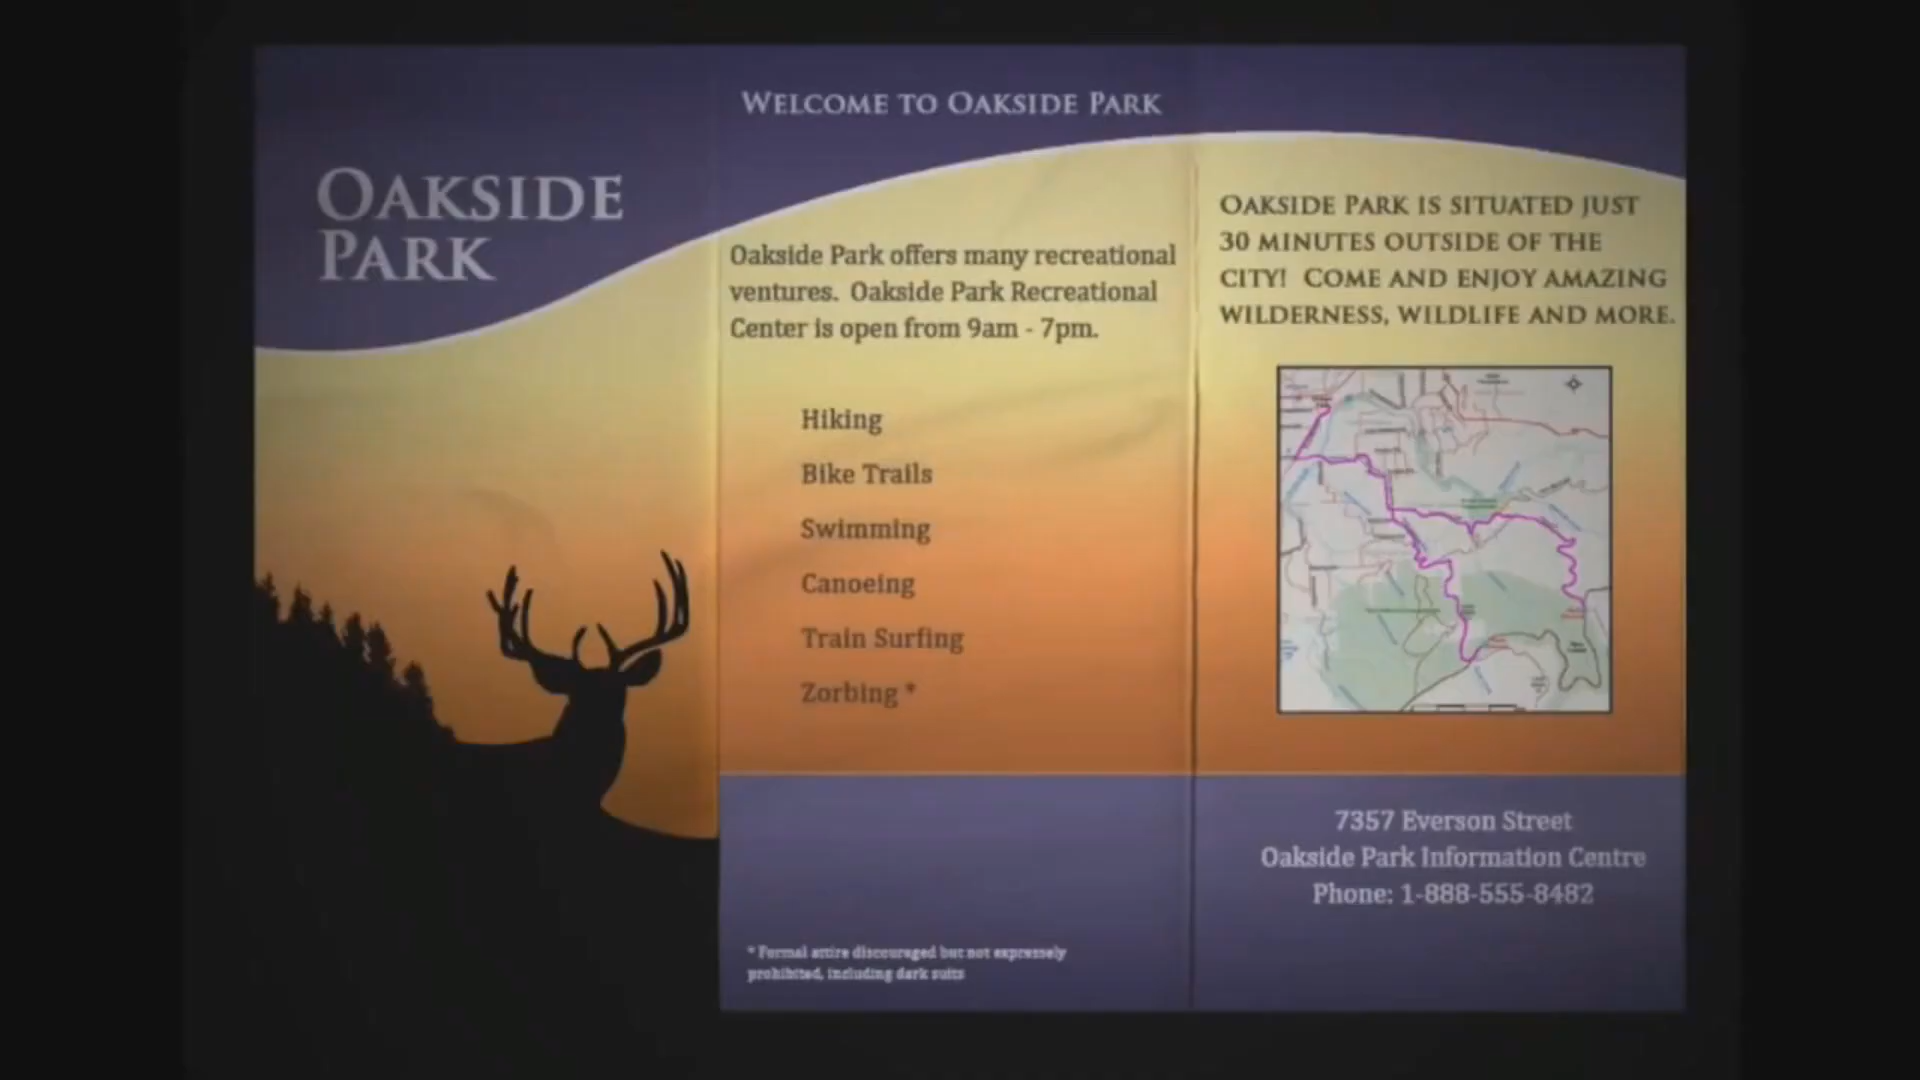 WELCOME TO OAKSIDE PARK
OAKSIDE
PARK
Oakside Park offers many recreational
ventures.  Oakside Park Recreational
Center is open from 9am - 7pm.
Hiking
Bike Trails
Swimming
Canoeing
Train Surfing
Zorbing *
* Formal attire discouraged but not expressely
prohibited, including dark suits
OAKSIDE PARK IS SITUATED JUST
30 MINUTES OUTSIDE OF THE
CITY!  COME AND ENJOY AMAZING
WILDERNESS, WILDLIFE AND MORE.
7357 Everson Street
Oakside Park Information Centre
Phone: 1-888-555-8482